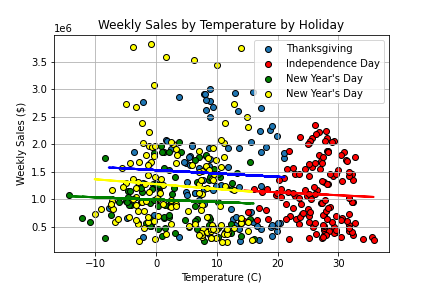 Weekly Sales by Temperature by Holiday
1e6
Thanksgiving
Independence Day
New Year's Day
New Year's Day
3.5
3.0
2.5
2.0
1.5
1.0
0.5
Weekly Sales ($)
−10 0 10 20 30
Temperature (C)